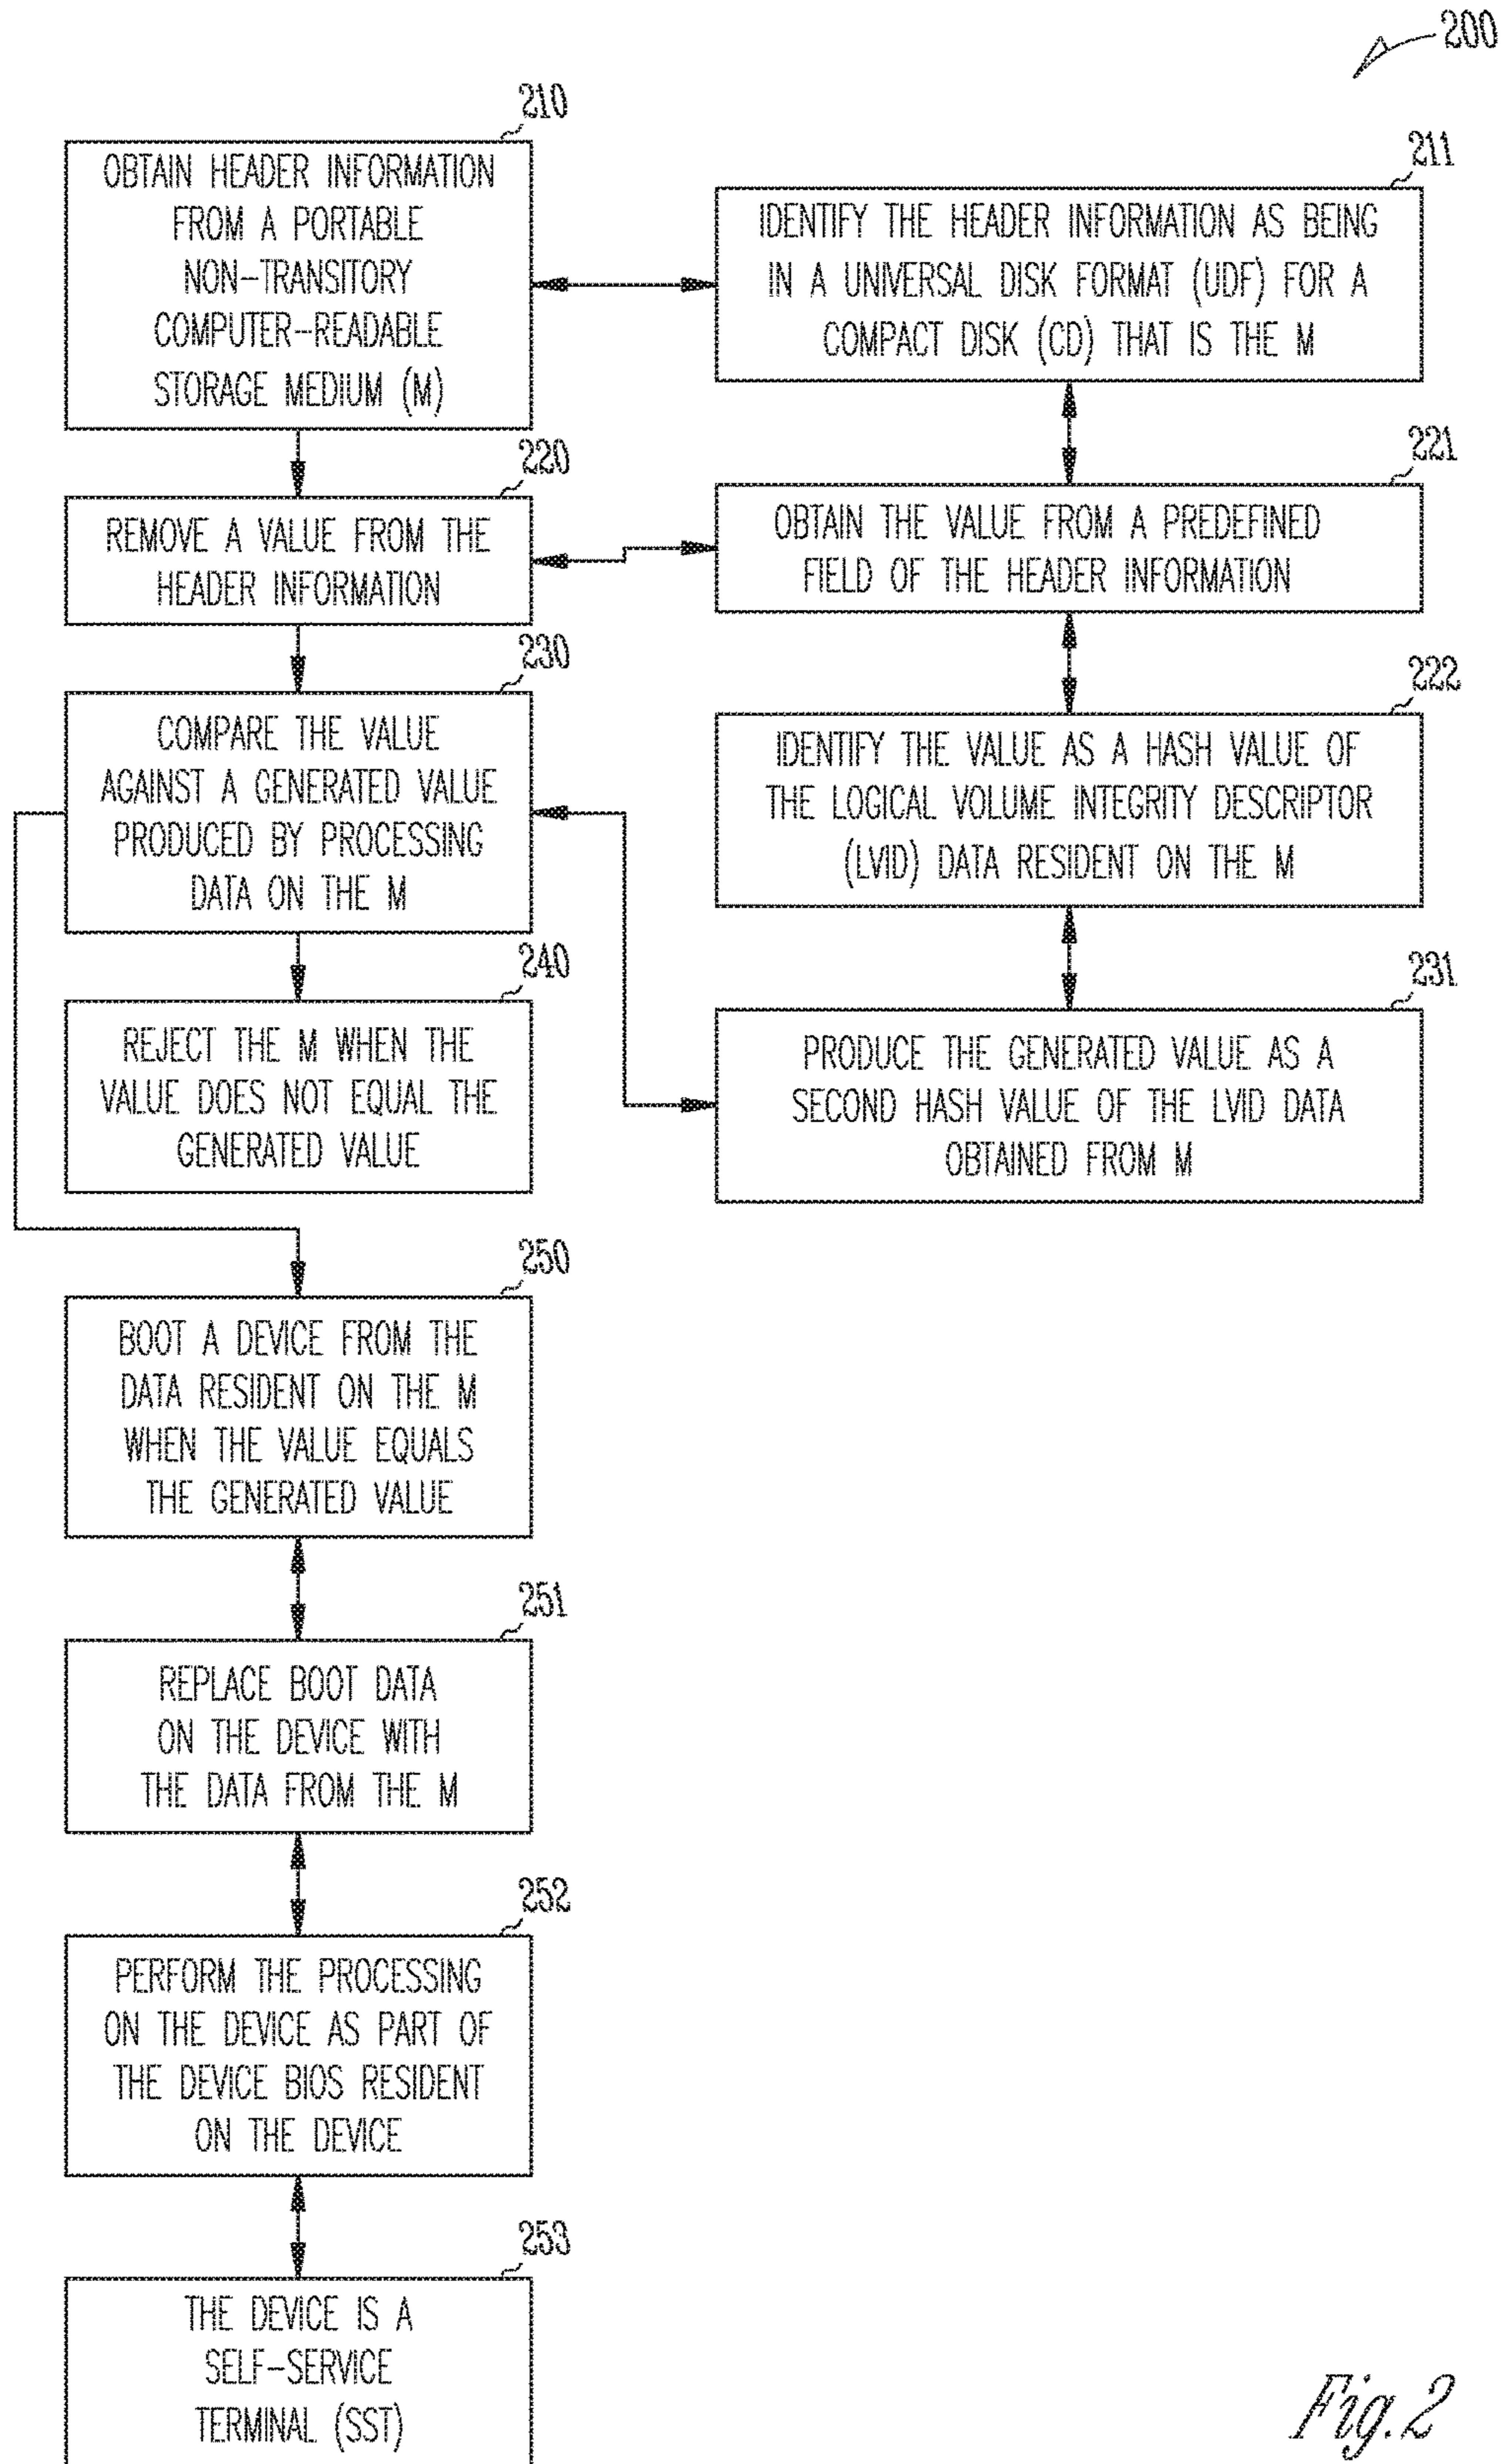 200
210
OBTAIN HEADER INFORMATION
FROM A PORTABLE
NON-TRANSITORY
COMPUTER-READABLE
STORAGE MEDIUM (M)
211
IDENTIFY THE HEADER INFORMATION AS BEING
IN A UNIVERSAL DISK FORMAT (UDF) FOR A
COMPACT DISK (CD) THAT IS THE M
220
REMOVE A VALUE FROM THE
HEADER INFORMATION
221
OBTAIN THE VALUE FROM A PREDEFINED
FIELD OF THE HEADER INFORMATION
230
COMPARE THE VALUE
AGAINST A GENERATED VALUE
PRODUCED BY PROCESSING
DATA ON THE M
222
IDENTIFY THE VALUE AS A HASH VALUE OF
THE LOGICAL VOLUME INTEGRITY DESCRIPTOR
(LVID) DATA RESIDENT ON THE M
240
REJECT THE M WHEN THE
VALUE DOES NOT EQUAL THE
GENERATED VALUE
231
PRODUCE THE GENERATED VALUE AS A
SECOND HASH VALUE OF THE LVID DATA
OBTAINED FROM M
250
BOOT A DEVICE FROM THE
DATA RESIDENT ON THE M
WHEN THE VALUE EQUALS
THE GENERATED VALUE
251
REPLACE BOOT DATA
ON THE DEVICE WITH
THE DATA FROM THE M
252
PERFORM THE PROCESSING
ON THE DEVICE AS PART OF
THE DEVICE BIOS RESIDENT
ON THE DEVICE
253
THE DEVICE IS A
SELF-SERVICE
TERMINAL (SST)
Fig.2